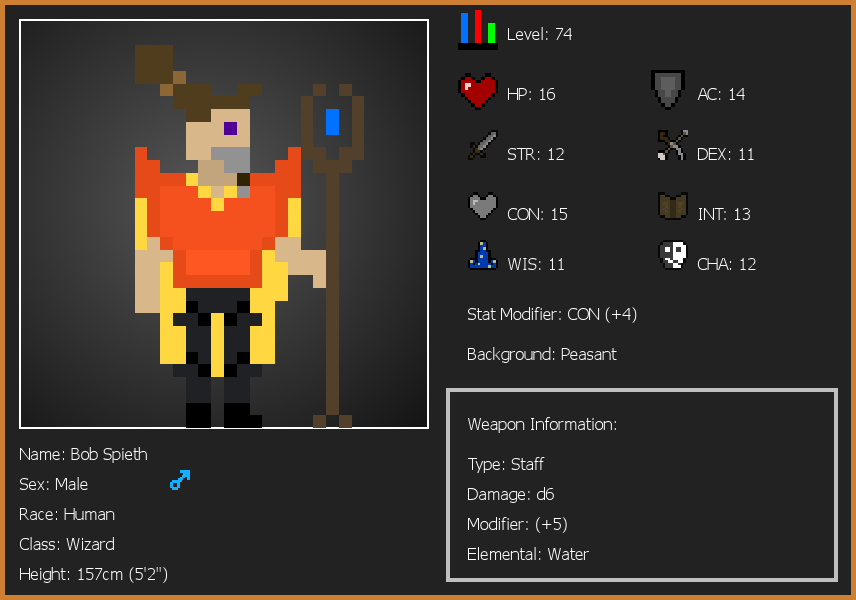 Level: 74
HP: 16
AC: 14
STR: 12
DEX: 11
CON: 15
INT: 13
WIS: 11
CHA: 12
Stat Modifier: CON (+4)
Background: Peasant
Weapon Information:
Type: Staff
Damage: d6
Modifier: (+5)
Elemental: Water
Name: Bob Spieth
Sex: Male
Race: Human
Class: Wizard
Height: 157cm (5'2")